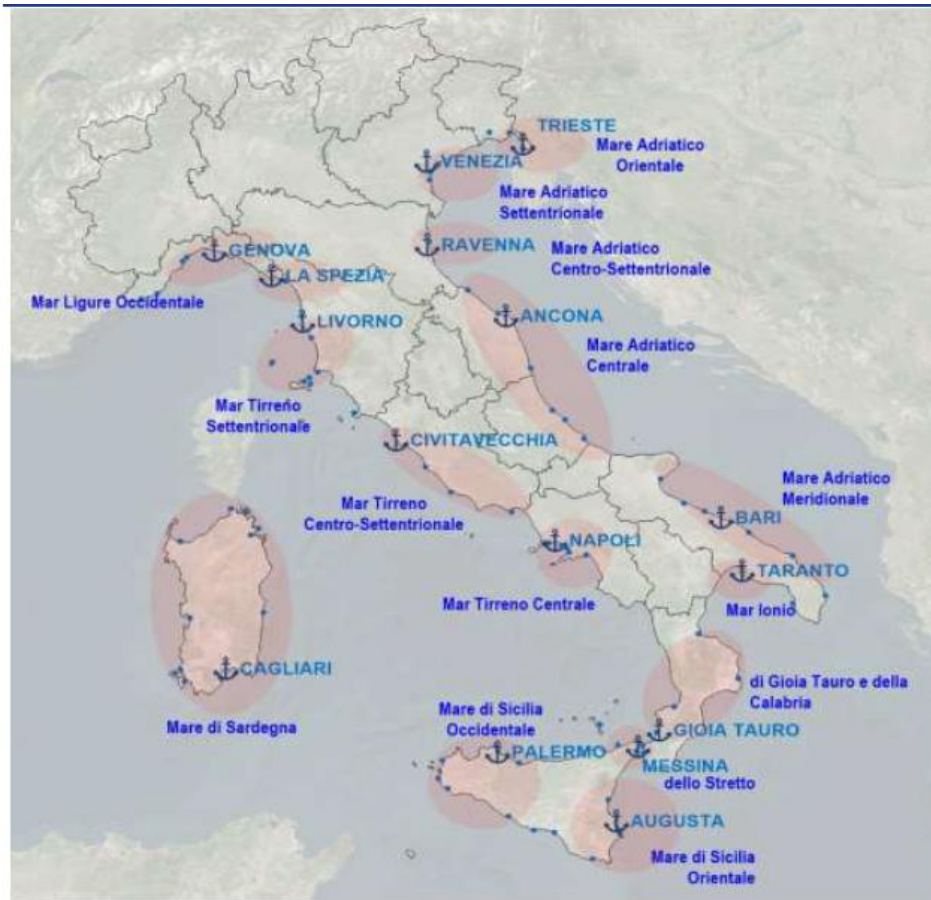 TRIESTE
Mare Adriatico
Orientale
VENEZIA
Mare Adriatico
Settentrionale
RAVENNA
Mare Adriatico
Centro-Settentrionale
GENOVA
LA SPEZIA
Mar Ligure Occidentale
LIVORNO
ANCONA
Mare Adriatico
Centrale
Mar Tirreno
Settentrionale
CIVITAVECCHIA
Mar Tirreno
Centro-Settentrionale
Mare Adriatico
Meridionale
BARI
NAPOLI
TARANTO
Mar Tirreno Centrale
Mar Ionio
CAGLIARI
Mare di Sardegna
di Gioia Tauro e della
Calabria
Mare di Sicilia
Occidentale
GIOIA TAURO
PALERMO
MESSINA
dello Stretto
AUGUSTA
Mare di Sicilia
Orientale